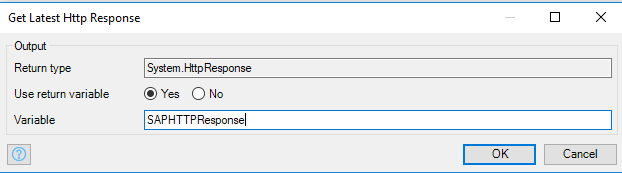 Get Latest Http Response
Output
Return type System.HttpResponse
Use return variable Yes No
Variable SAPHTTPResponse
? OK Cancel